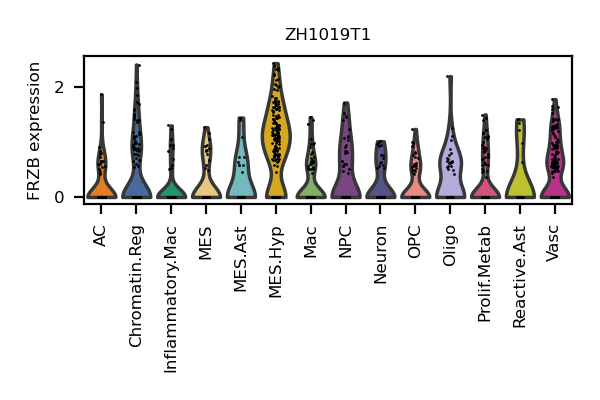 ZH1019T1
FRZB expression
2
0
AC
Chromatin.Reg
Inflammatory.Mac
MES
MES.Ast
MES.Hyp
Mac
NPC
Neuron
OPC
Oligo
Prolif.Metab
Reactive.Ast
Vasc